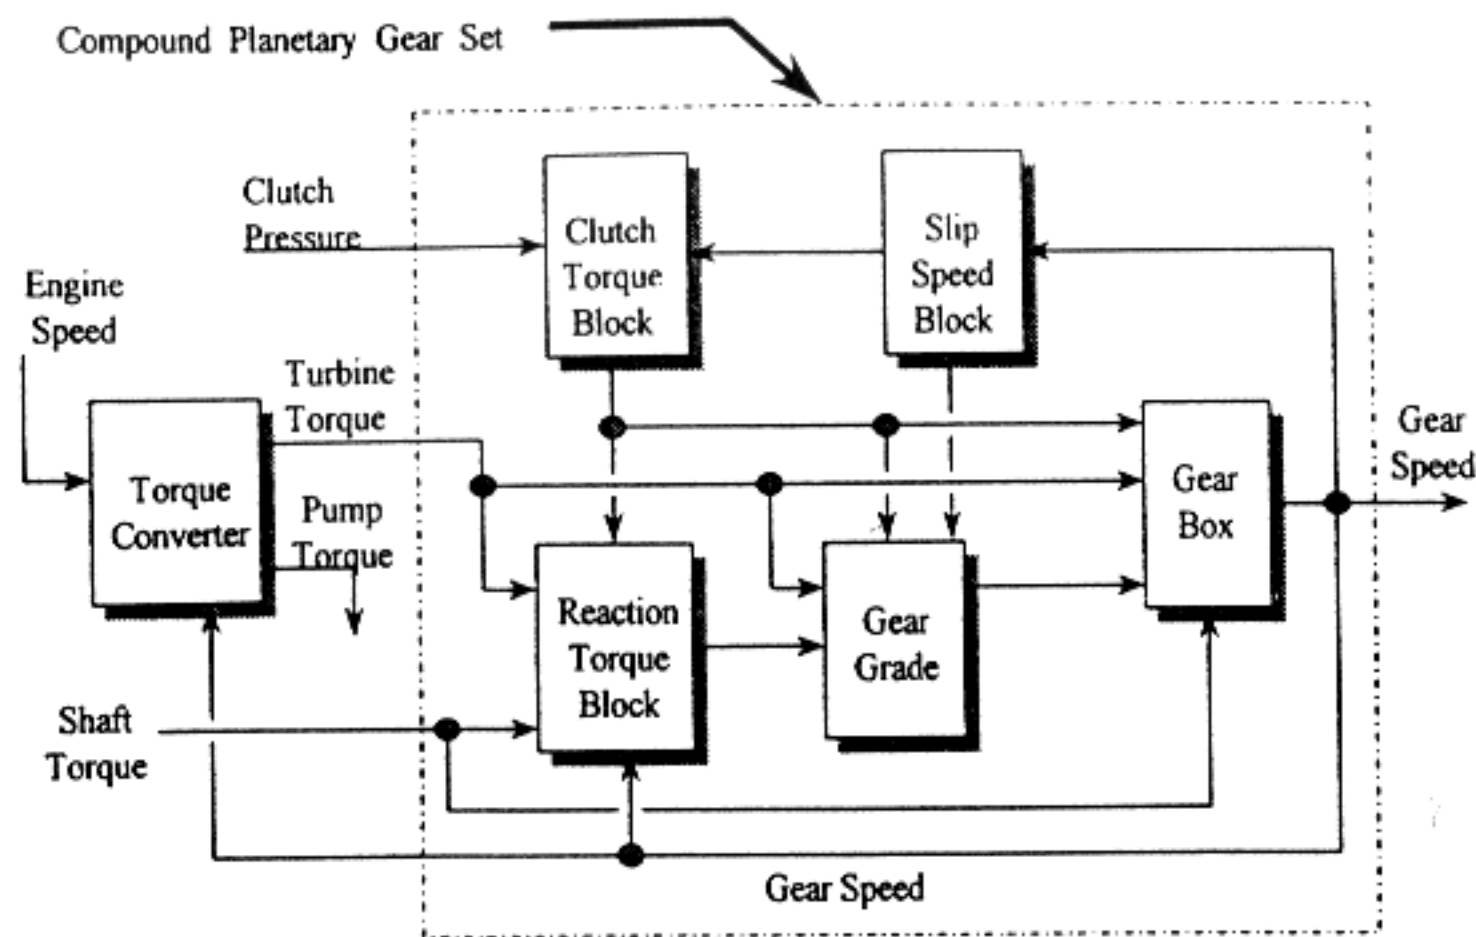 Compound Planetary Gear Set
Clutch
Pressure
Clutch
Torque
Block
Slip
Speed
Block
Engine
Speed
Turbine
Torque
Gear
Speed
Torque
Converter
Pump
Torque
Gear
Box
Reaction
Torque
Block
Gear
Grade
Shaft
Torque
Gear Speed